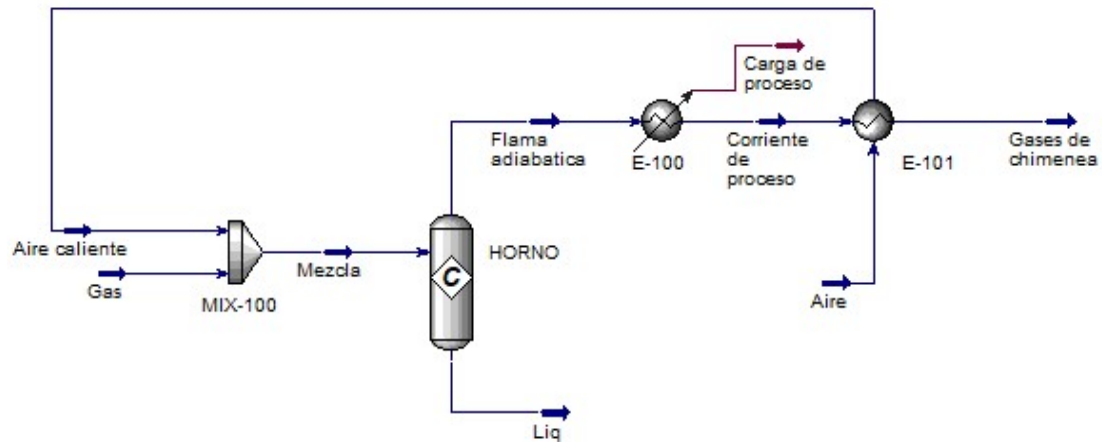 Carga de
proceso
Flama
adiabatica
E-100
Corriente
de
proceso
E-101
Gases de
chimenea
Aire caliente
Gas
MIX-100
Mezcla
C
HORNO
Aire
Liq